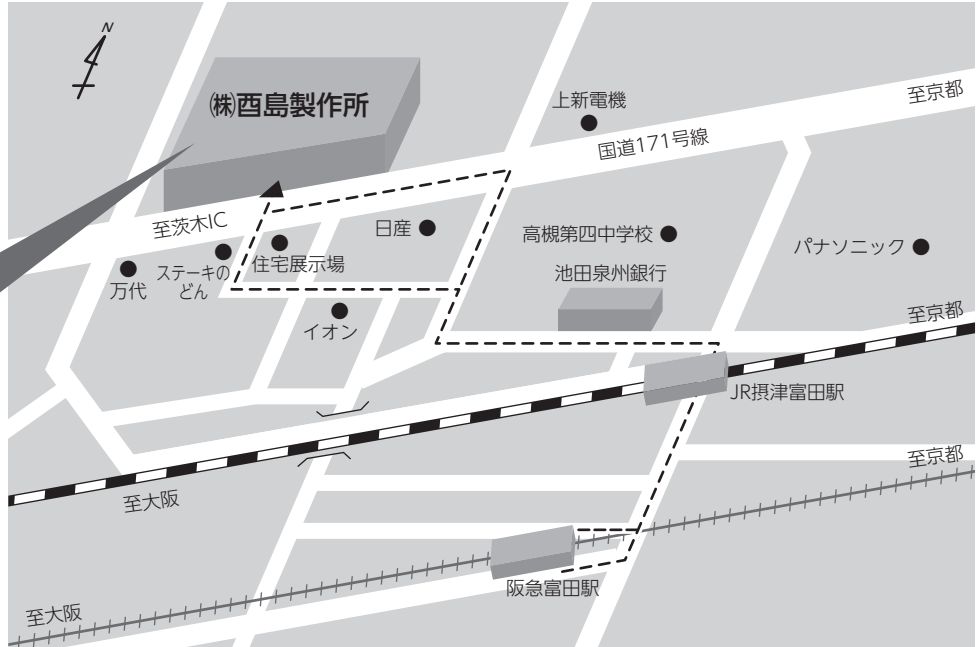 N
㈱酉島製作所
上新電機
至京都
国道171号線
至茨木IC
日産
高槻第四中学校
パナソニック
万代
ステーキの
どん
住宅展示場
池田泉州銀行
イオン
至京都
JR摂津富田駅
至京都
至大阪
阪急富田駅
至大阪